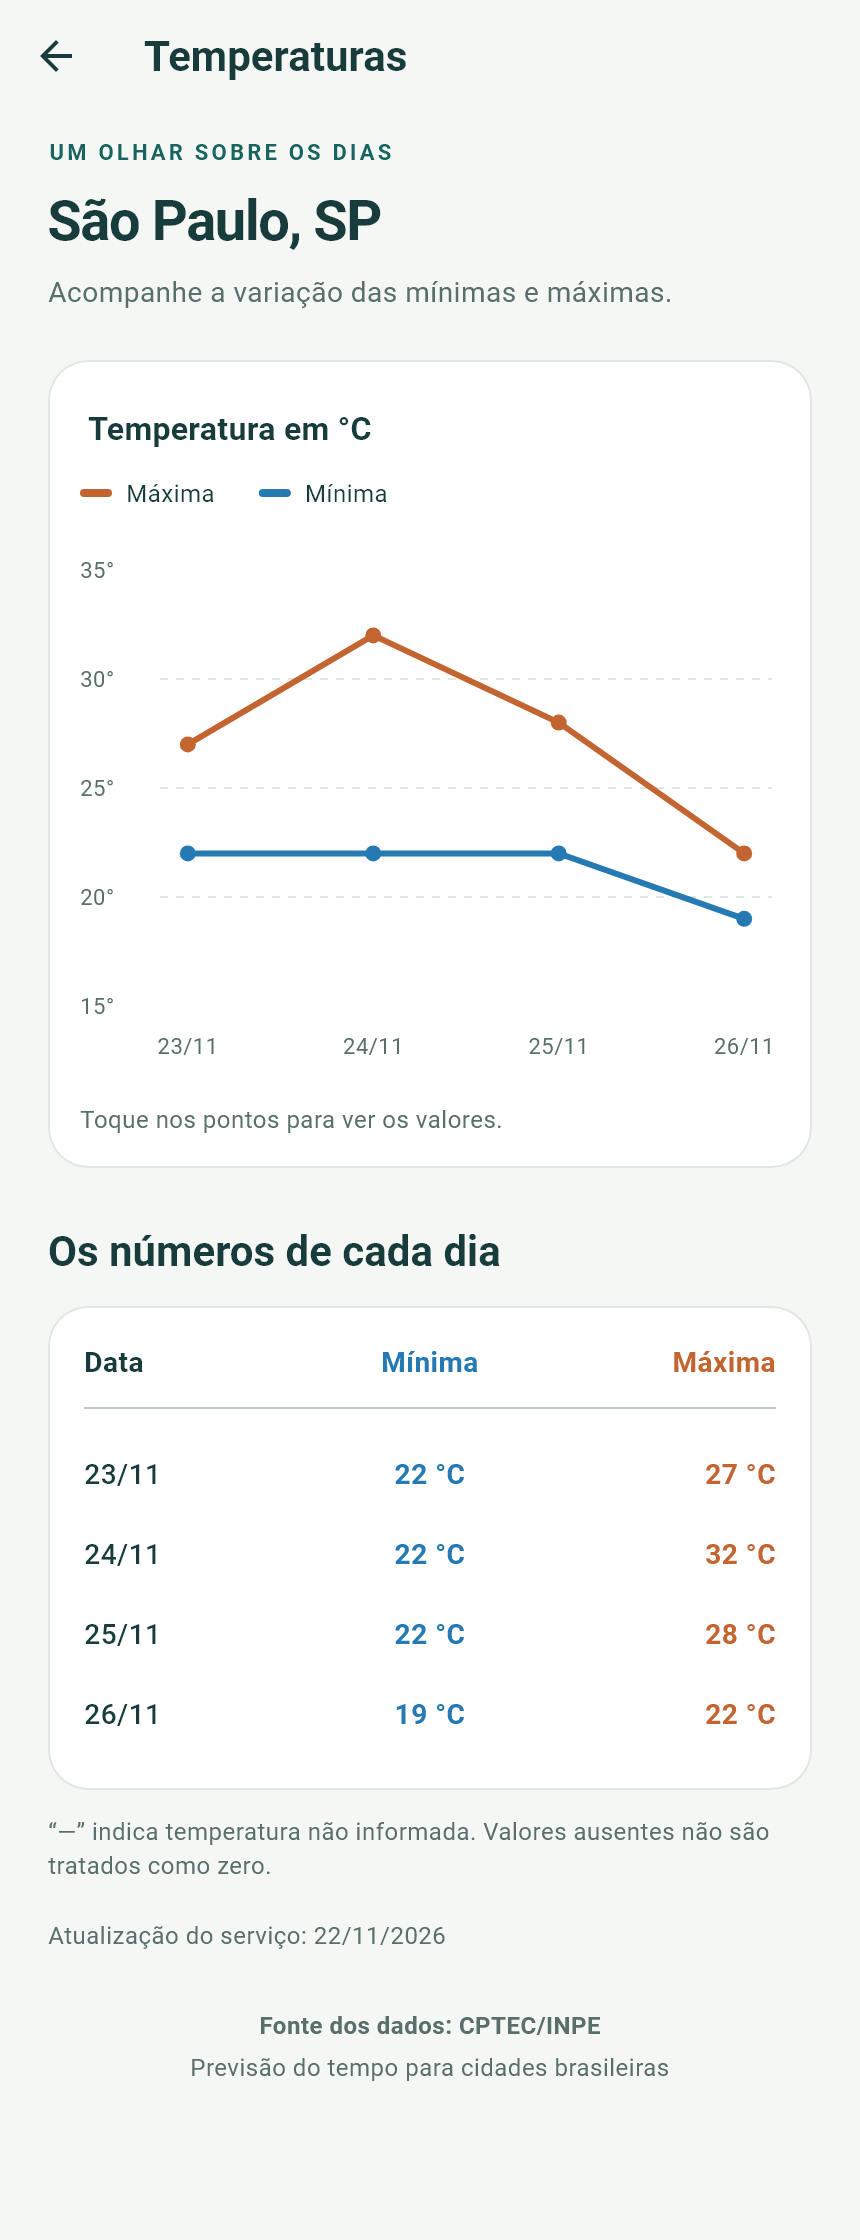 Temperaturas
UM OLHAR SOBRE OS DIAS
São Paulo, SP
Acompanhe a variação das mínimas e máximas.
Temperatura em °C
Máxima Mínima
35°
30°
25°
20°
15°
23/11 24/11 25/11 26/11
Toque nos pontos para ver os valores.
Os números de cada dia
Data Mínima Máxima
23/11 22 °C 27 °C
24/11 22 °C 32 °C
25/11 22 °C 28 °C
26/11 19 °C 22 °C
“—” indica temperatura não informada. Valores ausentes não são
tratados como zero.
Atualização do serviço: 22/11/2026
Fonte dos dados: CPTEC/INPE
Previsão do tempo para cidades brasileiras